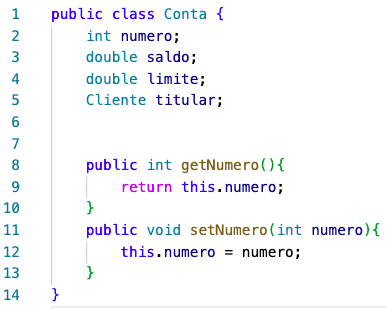 1 public class Conta {
2     int numero;
3     double saldo;
4     double limite;
5     Cliente titular;
6
7
8     public int getNumero(){
9         return this.numero;
10     }
11     public void setNumero(int numero){
12         this.numero = numero;
13     }
14 }